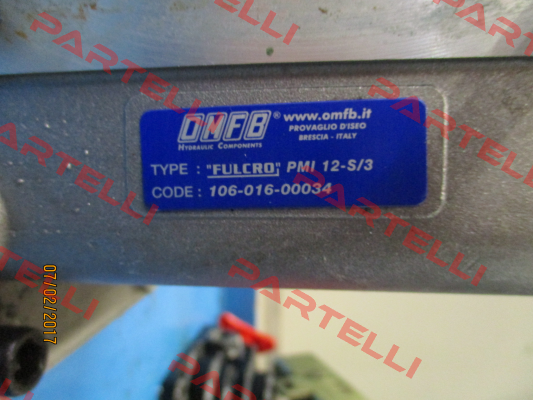 OMFB® www.omfb.it
HYDRAULIC COMPONENTS
PROVAGLIO D'ISEO
BRESCIA - ITALY
TYPE : "FULCRO" PMI 12-S/3
CODE : 106-016-00034
07/02/2017
PARTELLI
PARTELLI
PARTELLI
PARTELLI
PARTELLI